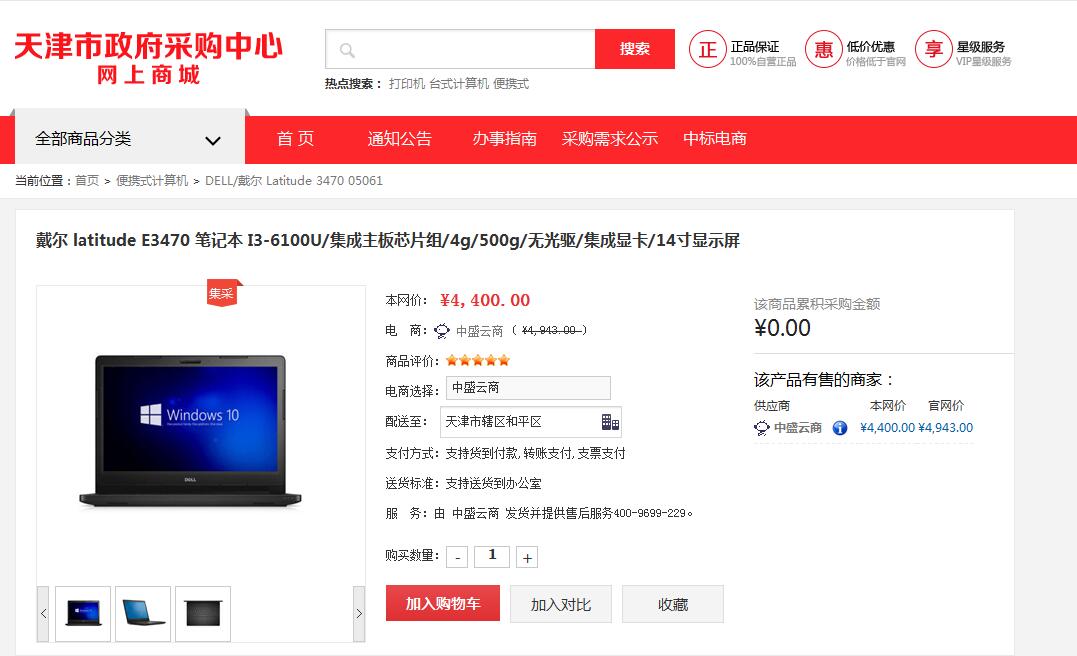 天津市政府采购中心
网上商城
搜索
热点搜索： 打印机 台式计算机 便携式
正 正品保证
100%自营正品
惠 低价优惠
价格低于官网
享 星级服务
VIP星级服务
全部商品分类
首 页 通知公告 办事指南 采购需求公示 中标电商
当前位置：首页 > 便携式计算机 > DELL/戴尔 Latitude 3470 05061
戴尔 latitude E3470 笔记本 I3-6100U/集成主板芯片组/4g/500g/无光驱/集成显卡/14寸显示屏
集采
Windows 10
DELL
本网价： ¥4,400.00
电 商： 中盛云商 （ ¥4,943.00 ）
商品评价：
电商选择： 中盛云商
配送至： 天津市辖区和平区
支付方式：支持货到付款,转账支付,支票支付
送货标准：支持送货到办公室
服 务：由 中盛云商 发货并提供售后服务400-9699-229。
购买数量： - 1 +
加入购物车 加入对比 收藏
该商品累积采购金额
¥0.00
该产品有售的商家：
供应商 本网价 官网价
中盛云商 ¥4,400.00 ¥4,943.00